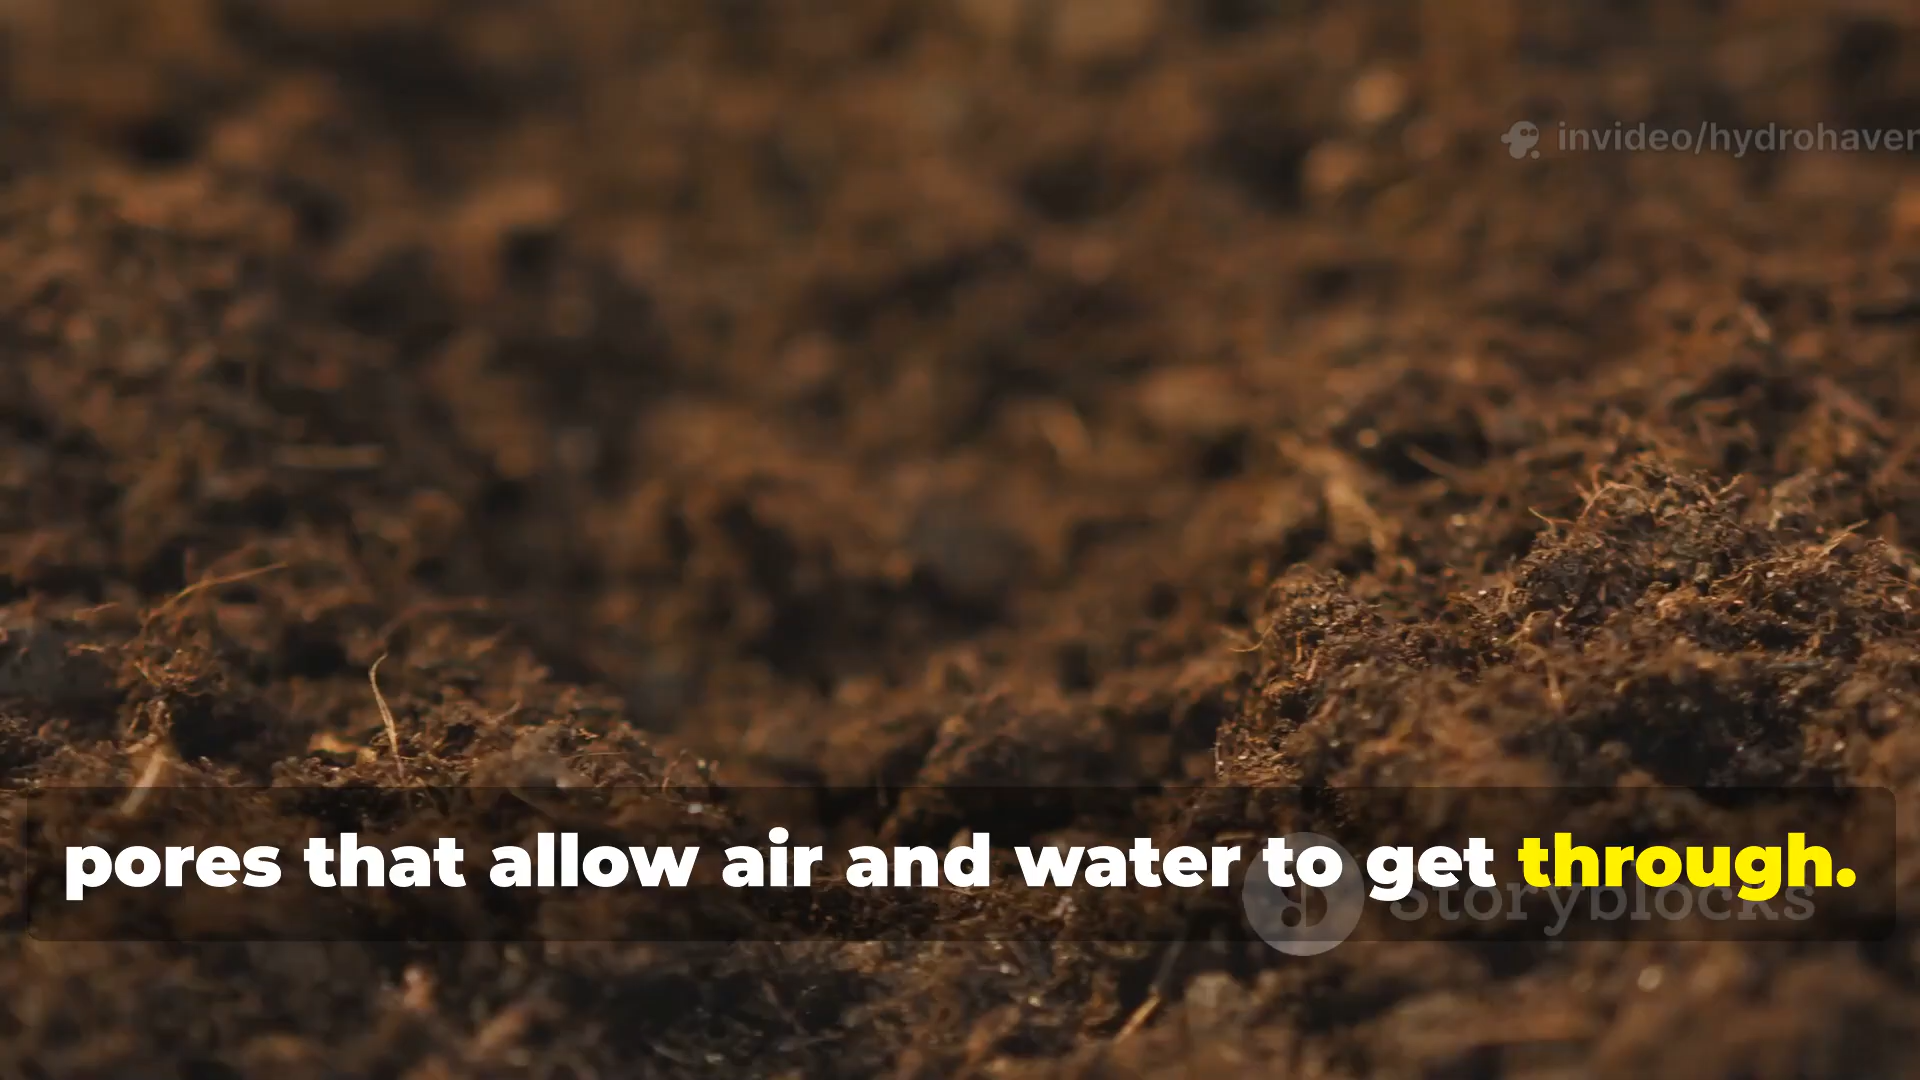 invideo/hydrohaven
pores that allow air and water to get through.
Storyblocks